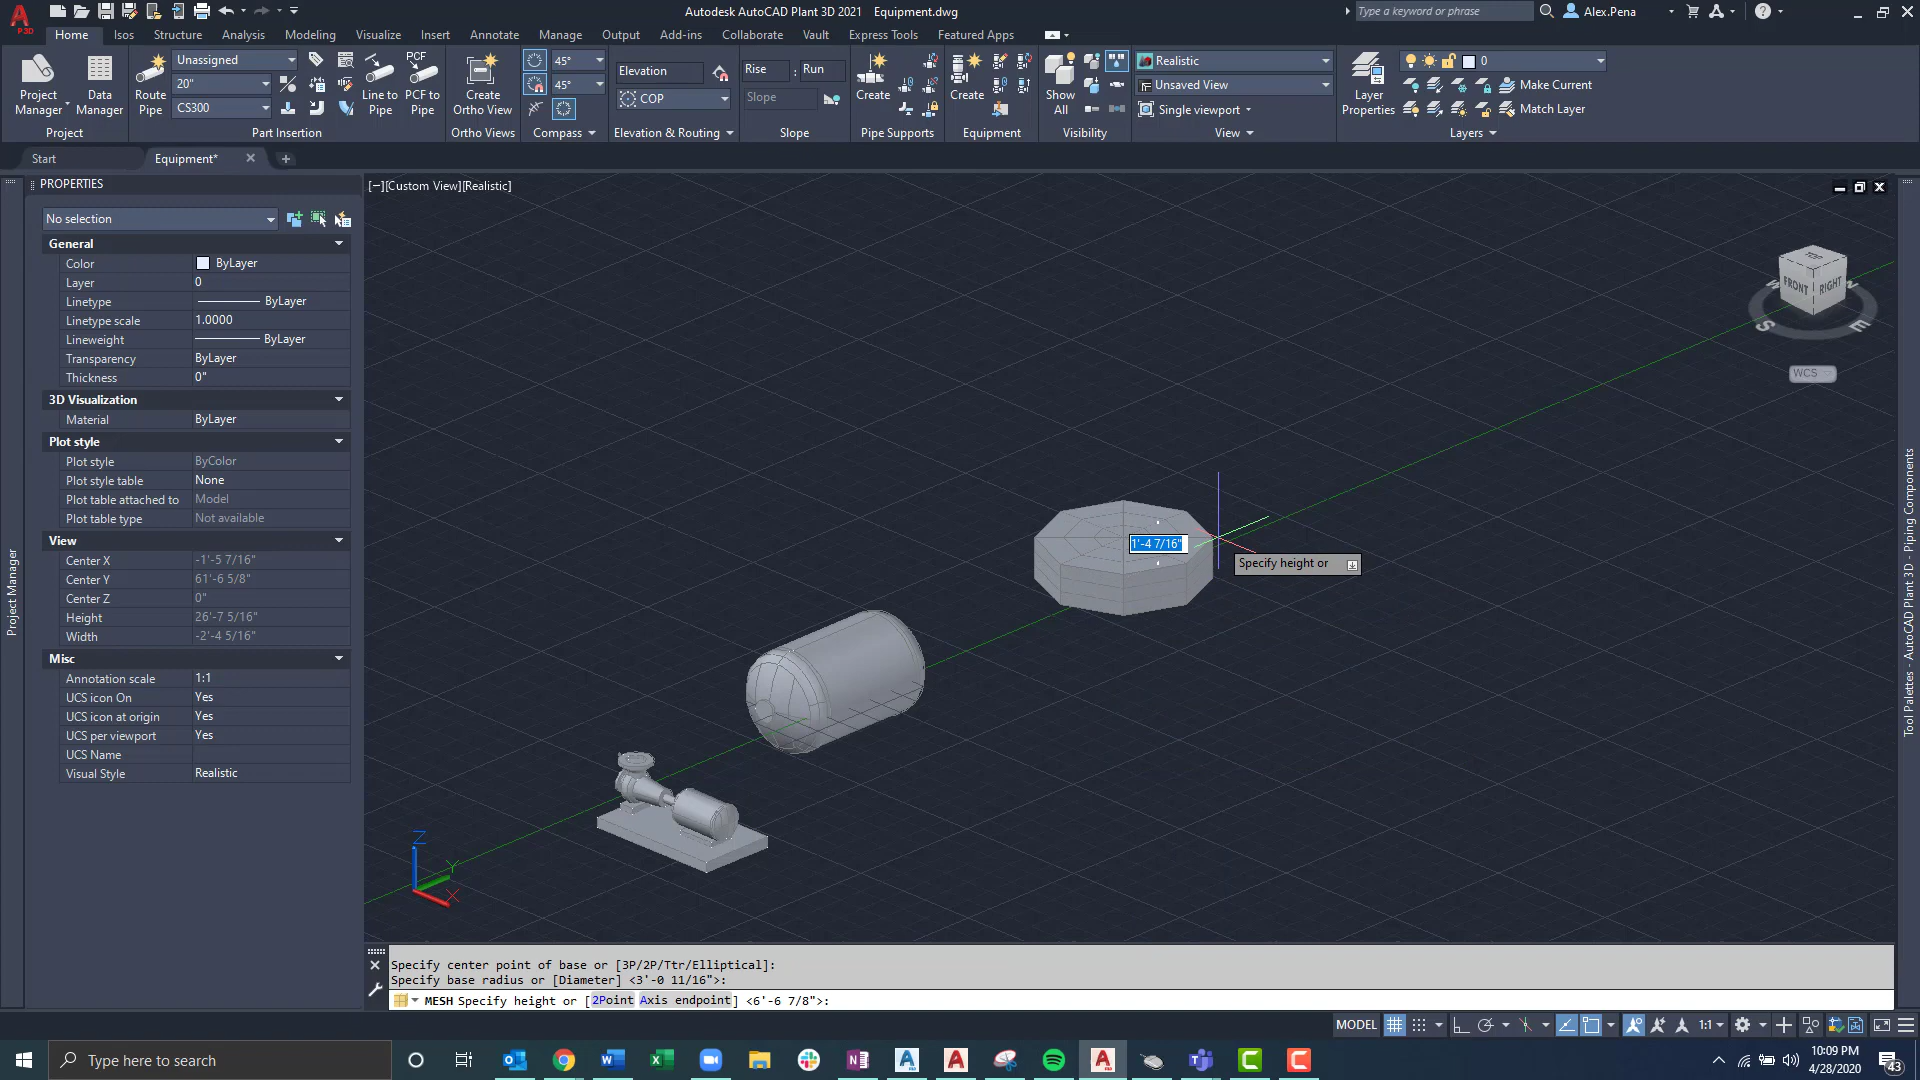 Autodesk AutoCAD Plant 3D 2021 Equipment.dwg
Type a keyword or phrase
Alex.Pena
P3D
Home Isos Structure Analysis Modeling Visualize Insert Annotate Manage Output Add-ins Collaborate Vault Express Tools Featured Apps
Project Manager
Data Manager
Project
Route Pipe
Unassigned
20"
CS300
Line to Pipe
PCF
PCF to Pipe
Part Insertion
Create Ortho View
Ortho Views
45°
45°
Compass
Elevation
COP
Elevation & Routing
Rise : Run
Slope
Slope
Create
Pipe Supports
Create
Equipment
Show All
Visibility
Realistic
Unsaved View
Single viewport
View
Layer Properties
0
Make Current
Match Layer
Layers
Start
Equipment*
PROPERTIES
No selection
General
Color ByLayer
Layer 0
Linetype ByLayer
Linetype scale 1.0000
Lineweight ByLayer
Transparency ByLayer
Thickness 0"
3D Visualization
Material ByLayer
Plot style
Plot style ByColor
Plot style table None
Plot table attached to Model
Plot table type Not available
View
Center X -1'-5 7/16"
Center Y 61'-6 5/8"
Center Z 0"
Height 26'-7 5/16"
Width -2'-4 5/16"
Misc
Annotation scale 1:1
UCS icon On Yes
UCS icon at origin Yes
UCS per viewport Yes
UCS Name
Visual Style Realistic
Project Manager
[−][Custom View][Realistic]
TOP
FRONT
RIGHT
S
E
WCS
1'-4 7/16"
Specify height or
Z
Y
X
Tool Palettes - AutoCAD Plant 3D - Piping Components
Specify center point of base or [3P/2P/Ttr/Elliptical]:
Specify base radius or [Diameter] <3'-0 11/16">:
MESH Specify height or [2Point Axis endpoint] <6'-6 7/8">:
MODEL
1:1
Type here to search
10:09 PM
4/28/2020
43